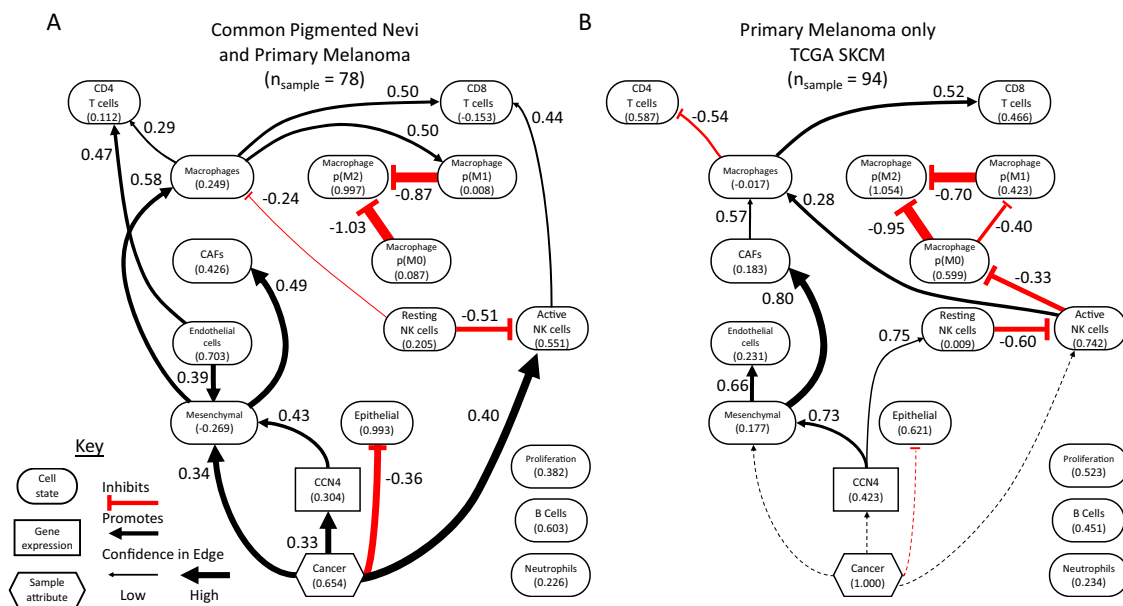 A
Common Pigmented Nevi
and Primary Melanoma
(nsample = 78)
CD4
T cells
(0.112)
CD8
T cells
(-0.153)
0.50
0.29
0.47
0.50
0.44
Macrophages
(0.249)
0.58
Macrophage
p(M2)
(0.997)
Macrophage
p(M1)
(0.008)
-0.87
-0.24
-1.03
Macrophage
p(M0)
(0.087)
CAFs
(0.426)
0.49
Endothelial
cells
(0.703)
Resting
NK cells
(0.205)
-0.51
Active
NK cells
(0.551)
0.39
Mesenchymal
(-0.269)
0.43
Epithelial
(0.993)
0.40
0.34
CCN4
(0.304)
-0.36
0.33
Cancer
(0.654)
Proliferation
(0.382)
B Cells
(0.603)
Neutrophils
(0.226)
Key
Cell
state
Inhibits
Promotes
Gene
expression
Confidence in Edge
Sample
attribute
Low
High
B
Primary Melanoma only
TCGA SKCM
(nsample = 94)
CD4
T cells
(0.587)
CD8
T cells
(0.466)
0.52
-0.54
Macrophages
(-0.017)
Macrophage
p(M2)
(1.054)
Macrophage
p(M1)
(0.423)
-0.70
0.57
0.28
-0.95
-0.40
Macrophage
p(M0)
(0.599)
CAFs
(0.183)
-0.33
0.80
Endothelial
cells
(0.231)
0.75
Resting
NK cells
(0.009)
-0.60
Active
NK cells
(0.742)
0.66
Mesenchymal
(0.177)
0.73
Epithelial
(0.621)
CCN4
(0.423)
Cancer
(1.000)
Proliferation
(0.523)
B Cells
(0.451)
Neutrophils
(0.234)